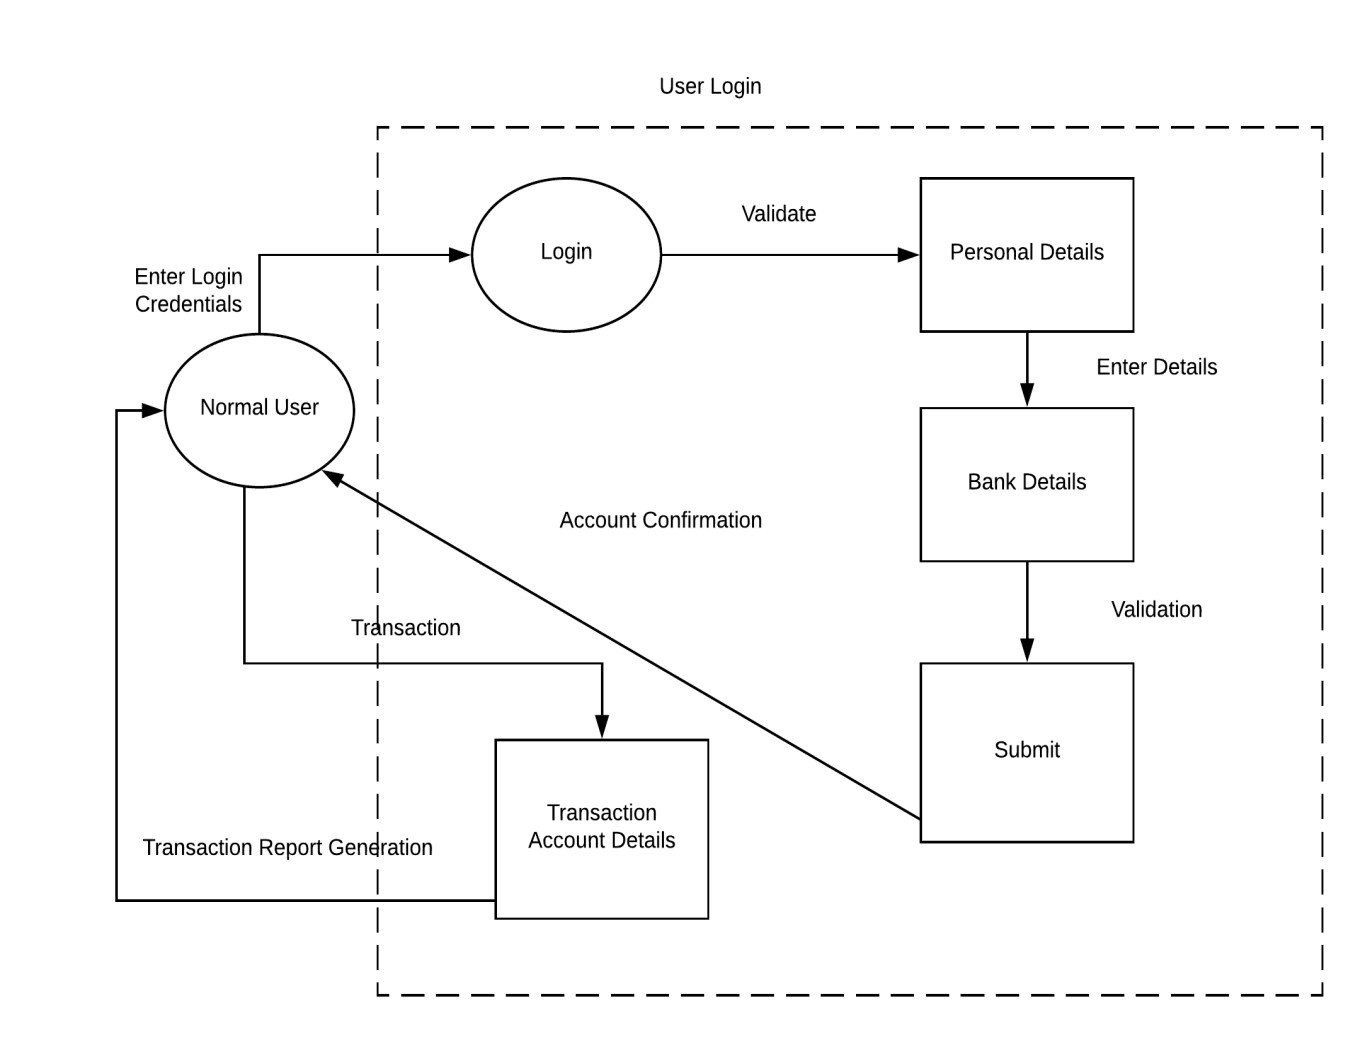 User Login
Login
Validate
Personal Details
Enter Login
Credentials
Enter Details
Normal User
Bank Details
Account Confirmation
Validation
Transaction
Submit
Transaction
Account Details
Transaction Report Generation